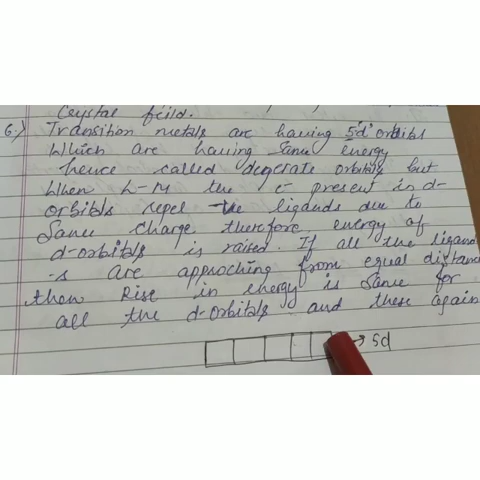 Crystal field.
6.) Transition metals are having 5'd' orbitals
which are having same energy
hence called degerate orbitals but
When L-M the e- present is d-
orbitals repel the ligands due to
Same charge therefore energy of
d-orbitals is raised. If all the ligand
-s are approching from equal distance
then Rise in energy is Same for
all the d-orbitals and these again
→ 5d